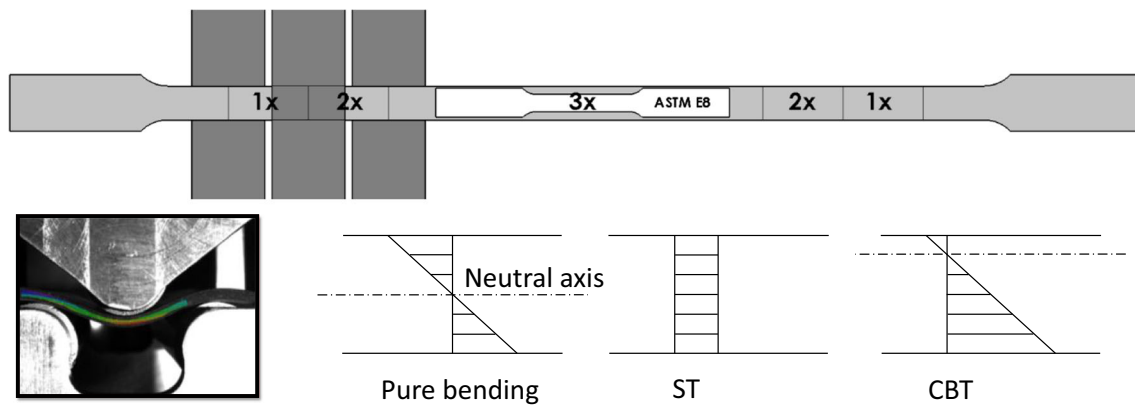 1x 2x 3x ASTM E8 2x 1x
Neutral axis
Pure bending ST CBT